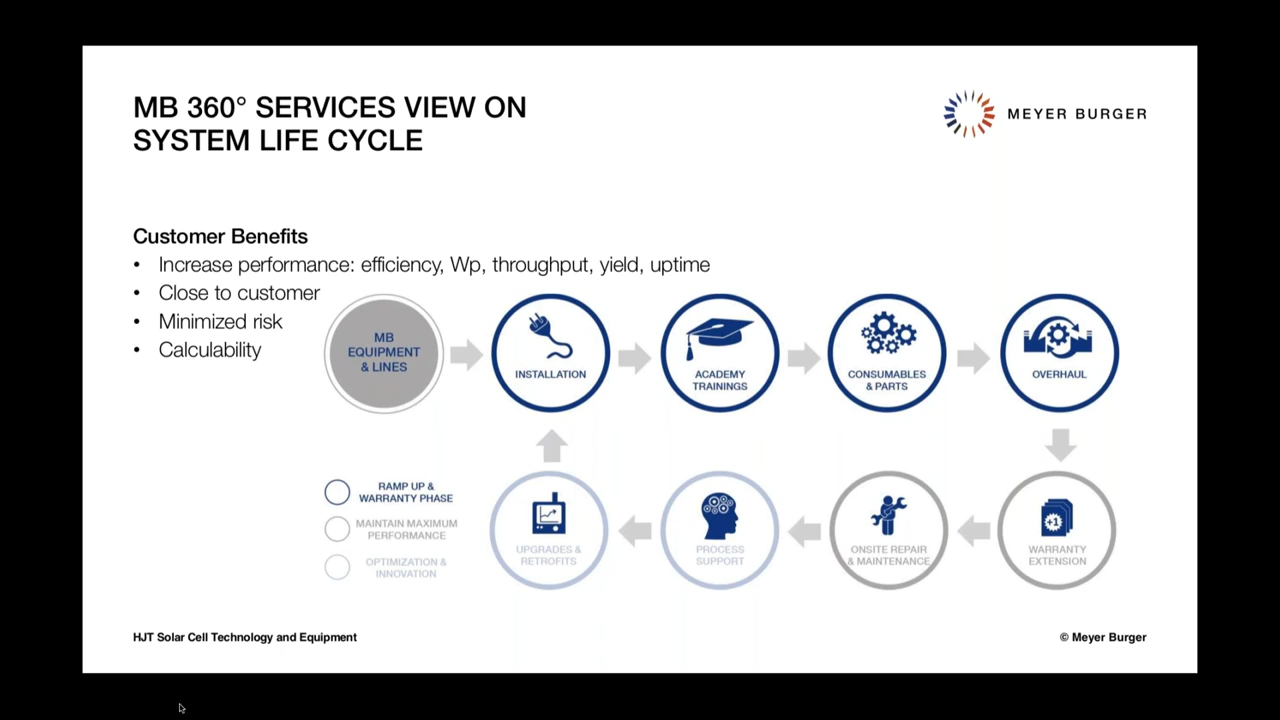 MB 360° SERVICES VIEW ON
SYSTEM LIFE CYCLE
MEYER BURGER
Customer Benefits
• Increase performance: efficiency, Wp, throughput, yield, uptime
• Close to customer
• Minimized risk
• Calculability
MB
EQUIPMENT
& LINES
INSTALLATION
ACADEMY
TRAININGS
CONSUMABLES
& PARTS
OVERHAUL
RAMP UP &
WARRANTY PHASE
MAINTAIN MAXIMUM
PERFORMANCE
OPTIMIZATION &
INNOVATION
UPGRADES &
RETROFITS
PROCESS
SUPPORT
ONSITE REPAIR
& MAINTENANCE
+1
WARRANTY
EXTENSION
HJT Solar Cell Technology and Equipment
© Meyer Burger